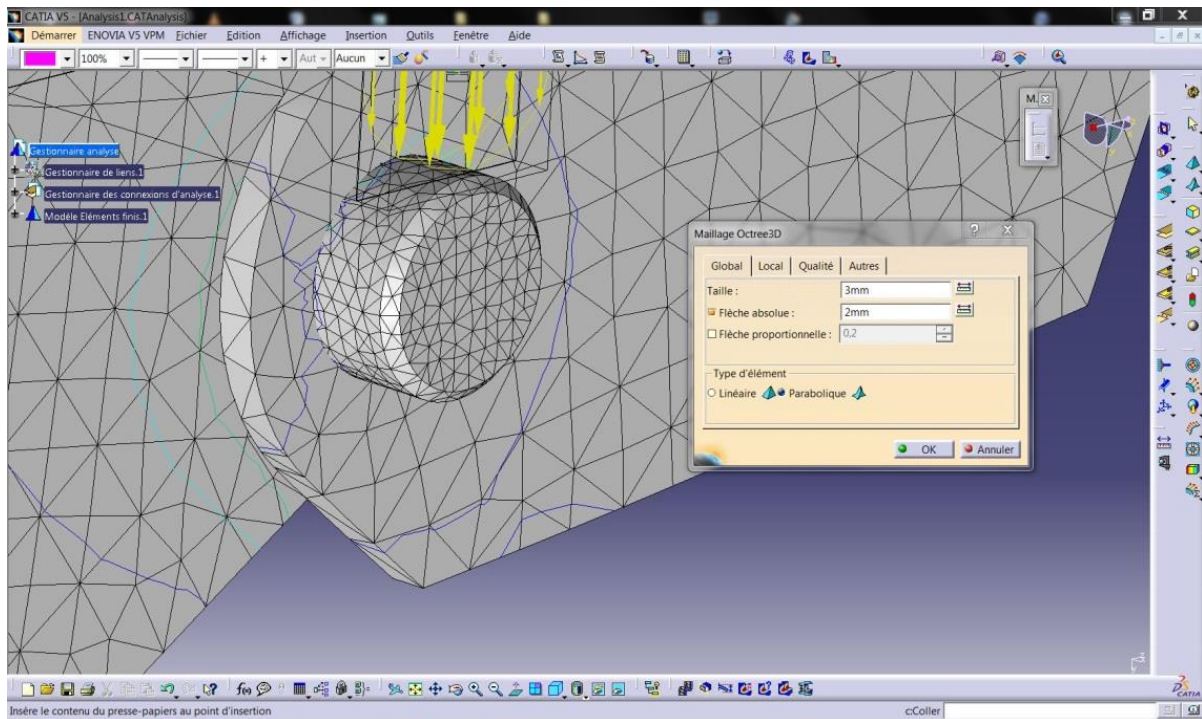 CATIA V5 - [Analysis1.CATAnalysis]
Démarrer ENOVIA V5 VPM Fichier Edition Affichage Insertion Outils Fenêtre Aide
100% Aut Aucun
M.
Gestionnaire analyse
Gestionnaire de liens.1
Gestionnaire des connexions d'analyse.1
Modèle Eléments finis.1
Maillage Octree3D
Global Local Qualité Autres
Taille : 3mm
Flèche absolue : 2mm
Flèche proportionnelle : 0,2
Type d'élément
Linéaire Parabolique
OK Annuler
f(x)
Insère le contenu du presse-papiers au point d'insertion
c:Coller
CATIA